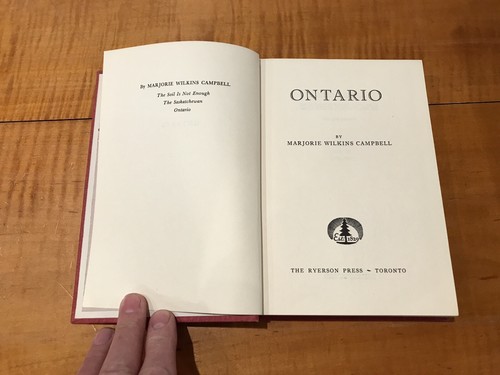 By MARJORIE WILKINS CAMPBELL
The Soil Is Not Enough
The Saskatchewan
Ontario
ONTARIO
BY
MARJORIE WILKINS CAMPBELL
THE RYERSON PRESS ~ TORONTO